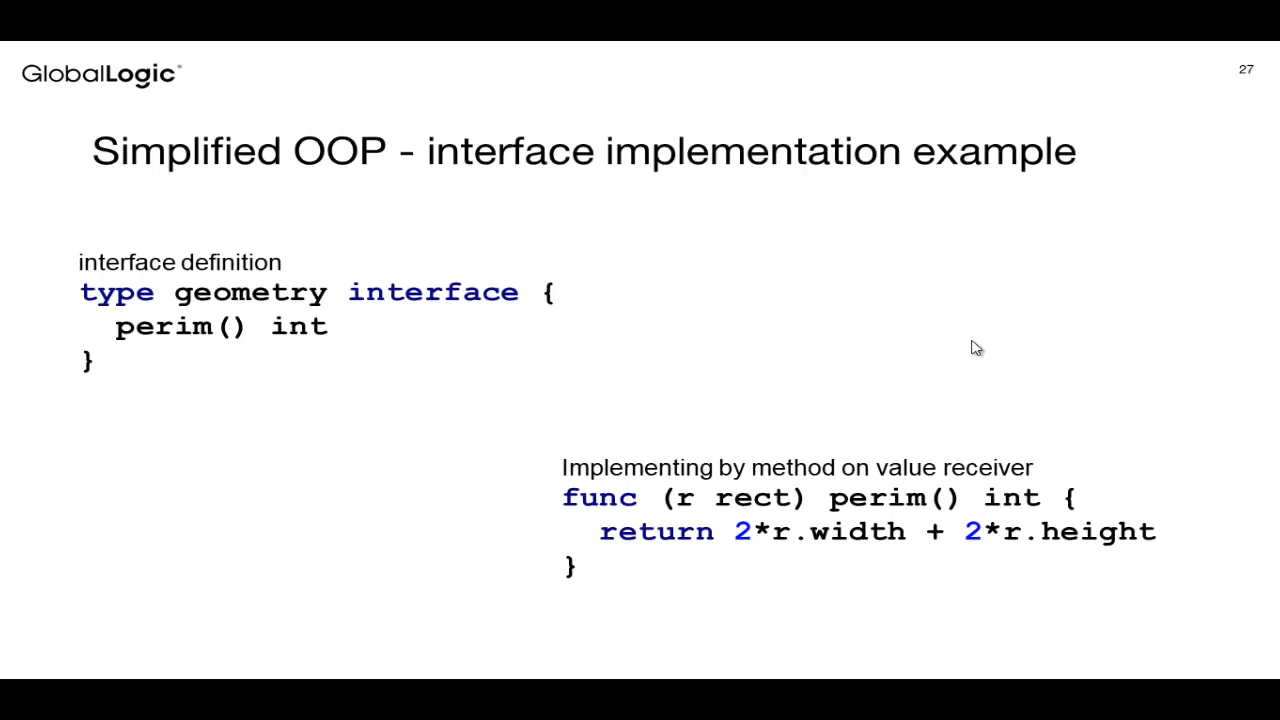 GlobalLogic
27
Simplified OOP - interface implementation example
interface definition
type geometry interface {
  perim() int
}
Implementing by method on value receiver
func (r rect) perim() int {
  return 2*r.width + 2*r.height
}